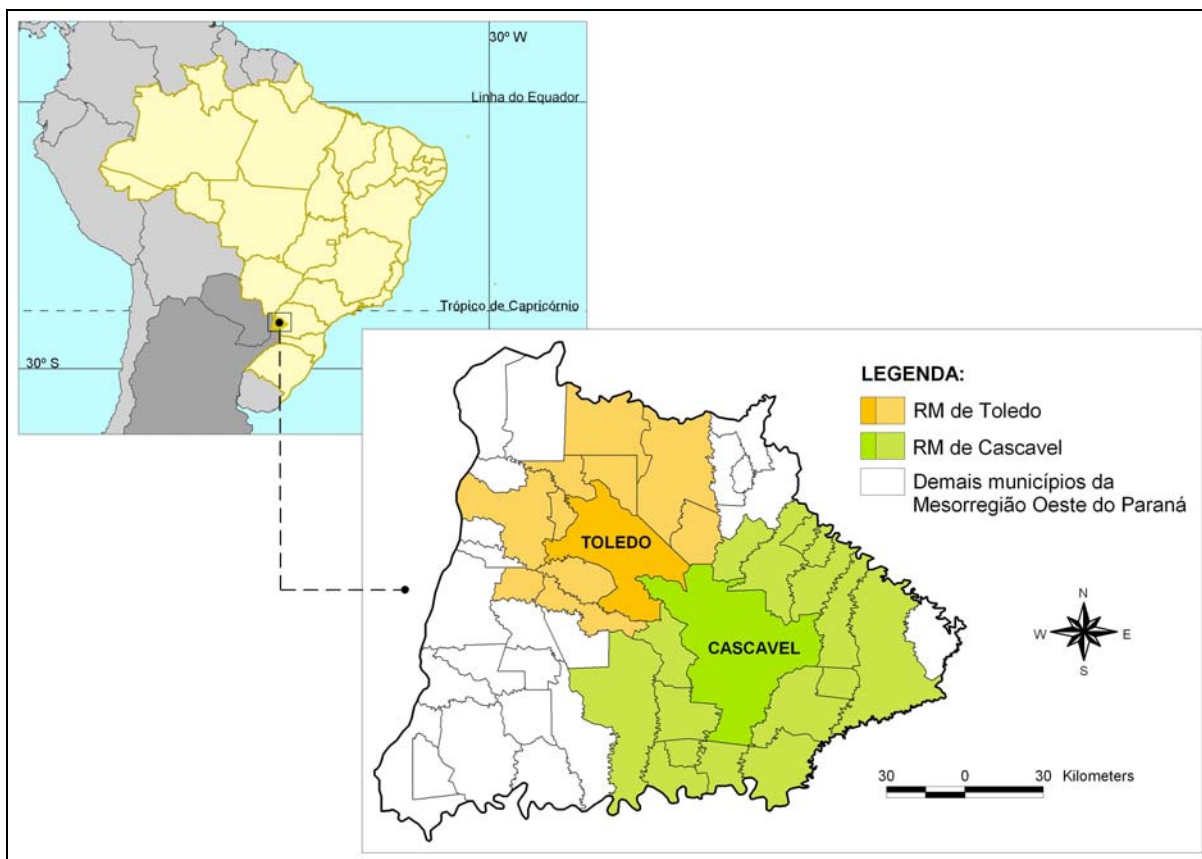 30º W
Linha do Equador
Trópico de Capricórnio
30º S
LEGENDA:
RM de Toledo
RM de Cascavel
Demais municípios da
Mesorregião Oeste do Paraná
TOLEDO
CASCAVEL
N
W
E
S
30
0
30
Kilometers